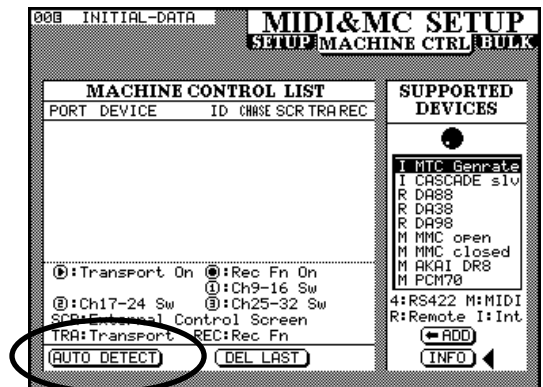 00B INITIAL-DATA
MIDI&MC SETUP
SETUP MACHINE CTRL BULK
MACHINE CONTROL LIST
PORT DEVICE ID CHASE SCR TRA REC
:Transport On :Rec Fn On
①:Ch9-16 Sw
②:Ch17-24 Sw ③:Ch25-32 Sw
SCR:External Control Screen
TRA:Transport REC:Rec Fn
AUTO DETECT DEL LAST
SUPPORTED
DEVICES
I MTC Genrate
I CASCADE slv
R DA88
R DA38
R DA98
M MMC open
M MMC closed
M AKAI DR8
M PCM70
4:RS422 M:MIDI
R:Remote I:Int
←ADD
INFO